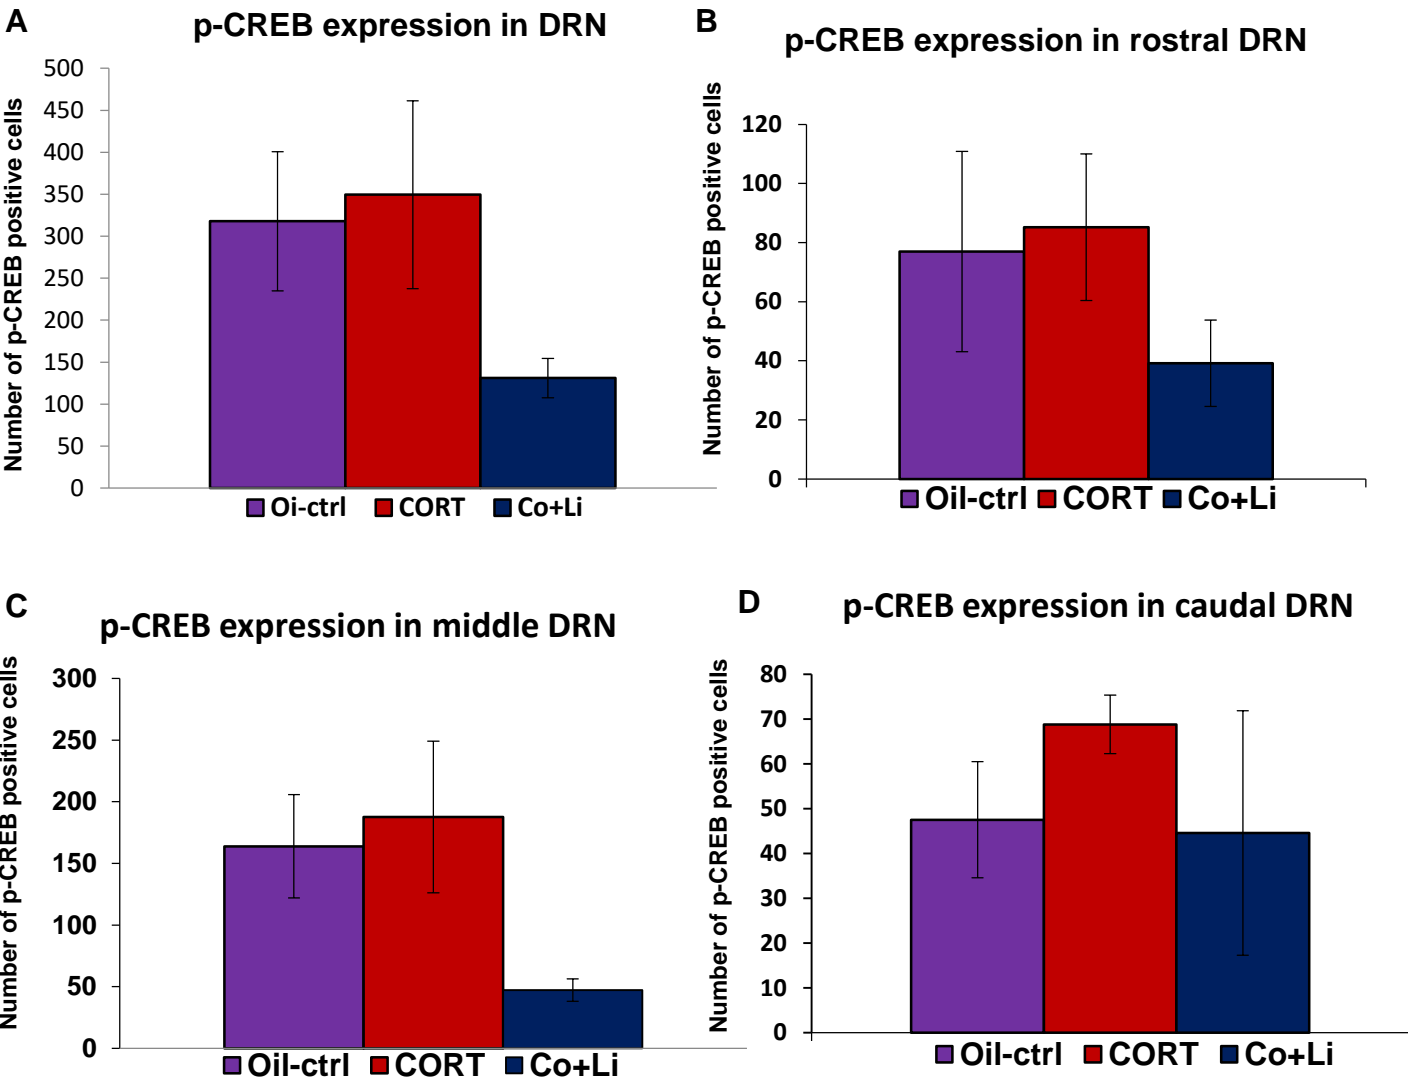 A
p-CREB expression in DRN
Number of p-CREB positive cells
500
450
400
350
300
250
200
150
100
50
0
Oi-ctrl CORT Co+Li
B
p-CREB expression in rostral DRN
Number of p-CREB positive cells
120
100
80
60
40
20
0
Oil-ctrl CORT Co+Li
C
p-CREB expression in middle DRN
Number of p-CREB positive cells
300
250
200
150
100
50
0
Oil-ctrl CORT Co+Li
D
p-CREB expression in caudal DRN
Number of p-CREB positive cells
80
70
60
50
40
30
20
10
0
Oil-ctrl CORT Co+Li